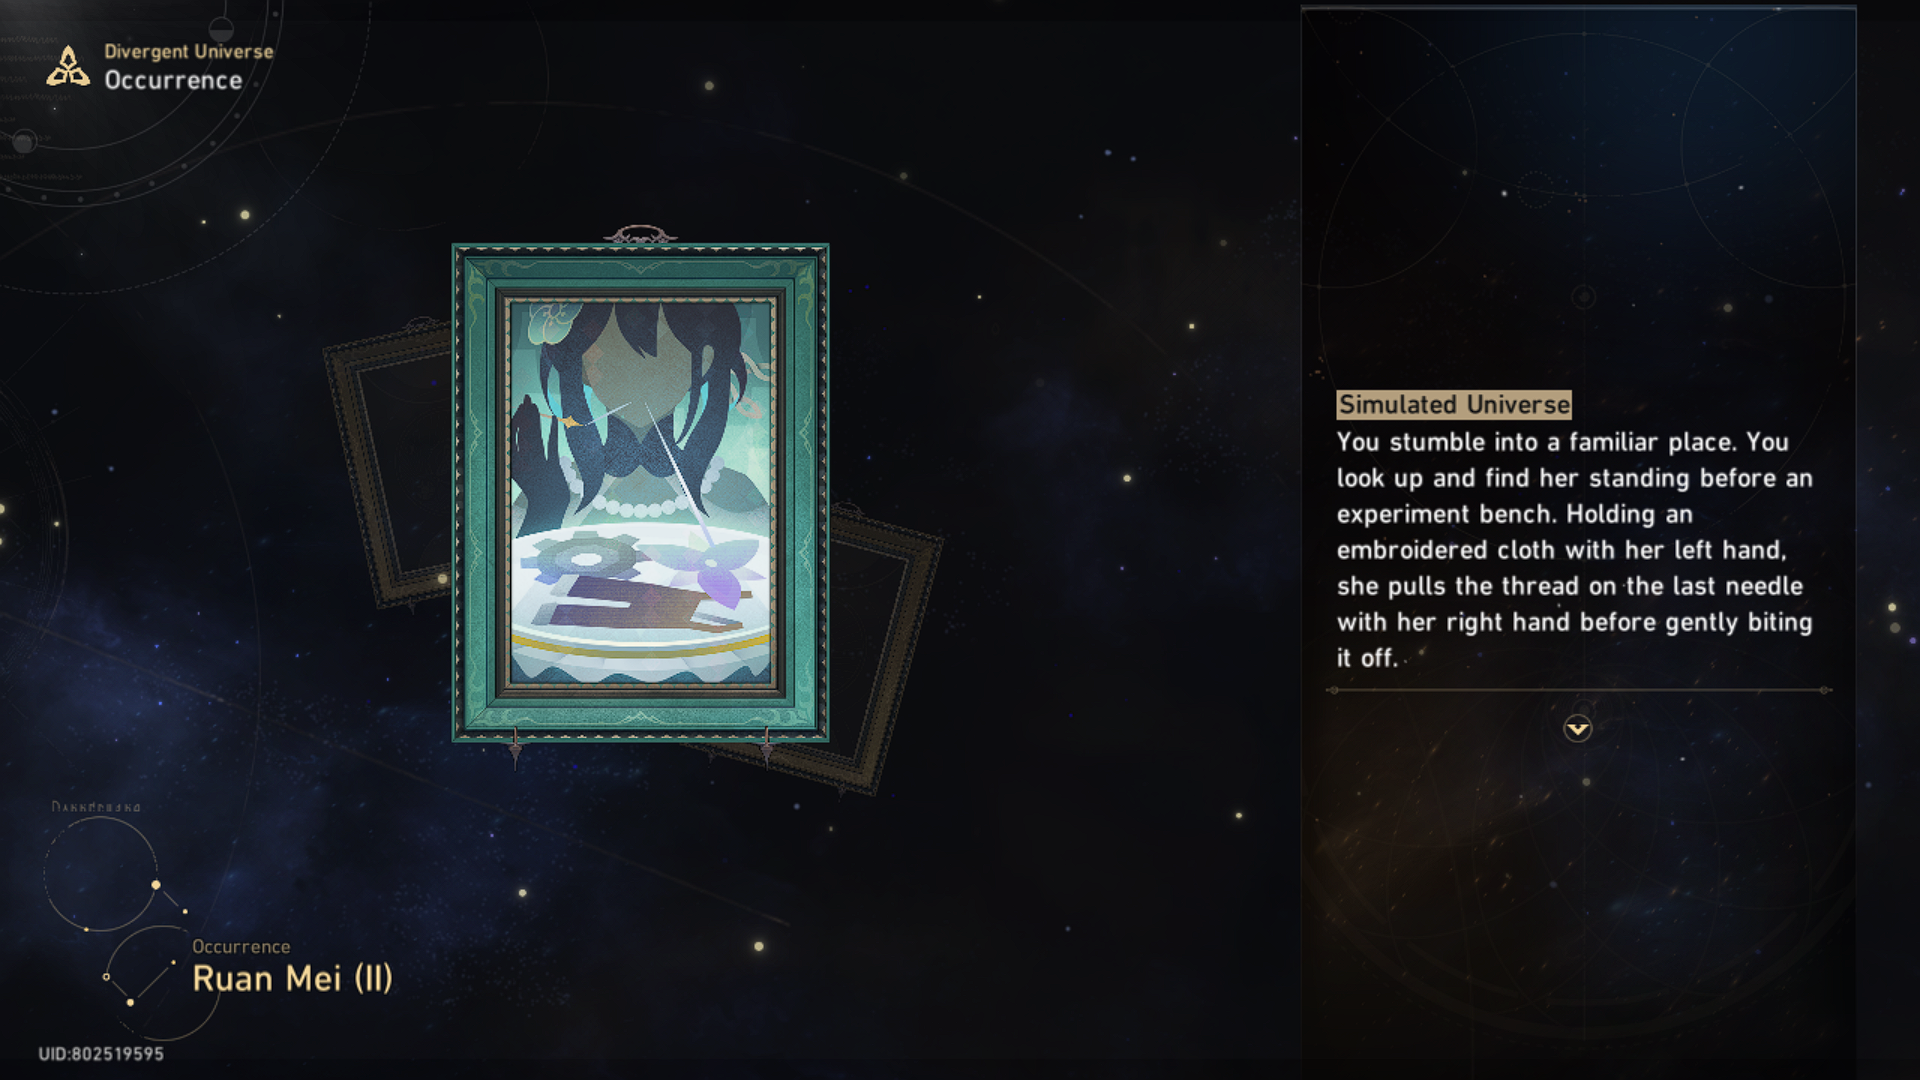 Divergent Universe
Occurrence
Simulated Universe
You stumble into a familiar place. You
look up and find her standing before an
experiment bench. Holding an
embroidered cloth with her left hand,
she pulls the thread on the last needle
with her right hand before gently biting
it off.
Occurrence
Ruan Mei (II)
UID:802519595